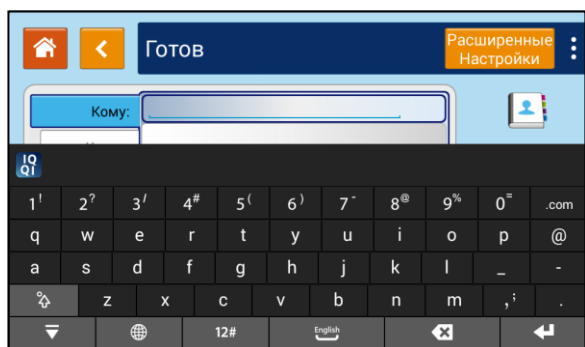 Готов
Расширенные
Настройки
Кому:
IQ
QI
1! 2? 3/ 4# 5( 6) 7- 8@ 9% 0= .com
q w e r t y u i o p @
a s d f g h j k l _ -
z x c v b n m , ; .
12# English